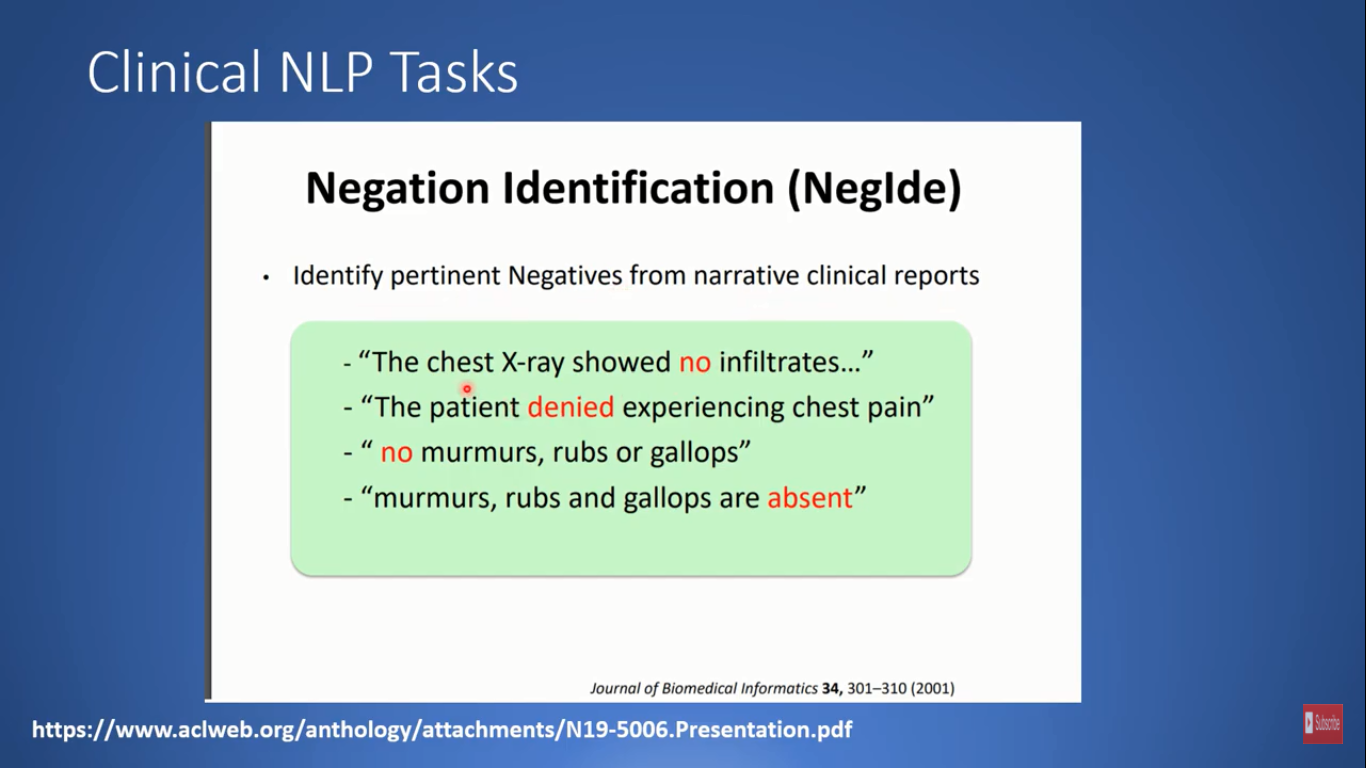 Clinical NLP Tasks
Negation Identification (NegIde)
• Identify pertinent Negatives from narrative clinical reports
- “The chest X-ray showed no infiltrates…”
- “The patient denied experiencing chest pain”
- “ no murmurs, rubs or gallops”
- “murmurs, rubs and gallops are absent”
Journal of Biomedical Informatics 34, 301–310 (2001)
https://www.aclweb.org/anthology/attachments/N19-5006.Presentation.pdf
Subscribe